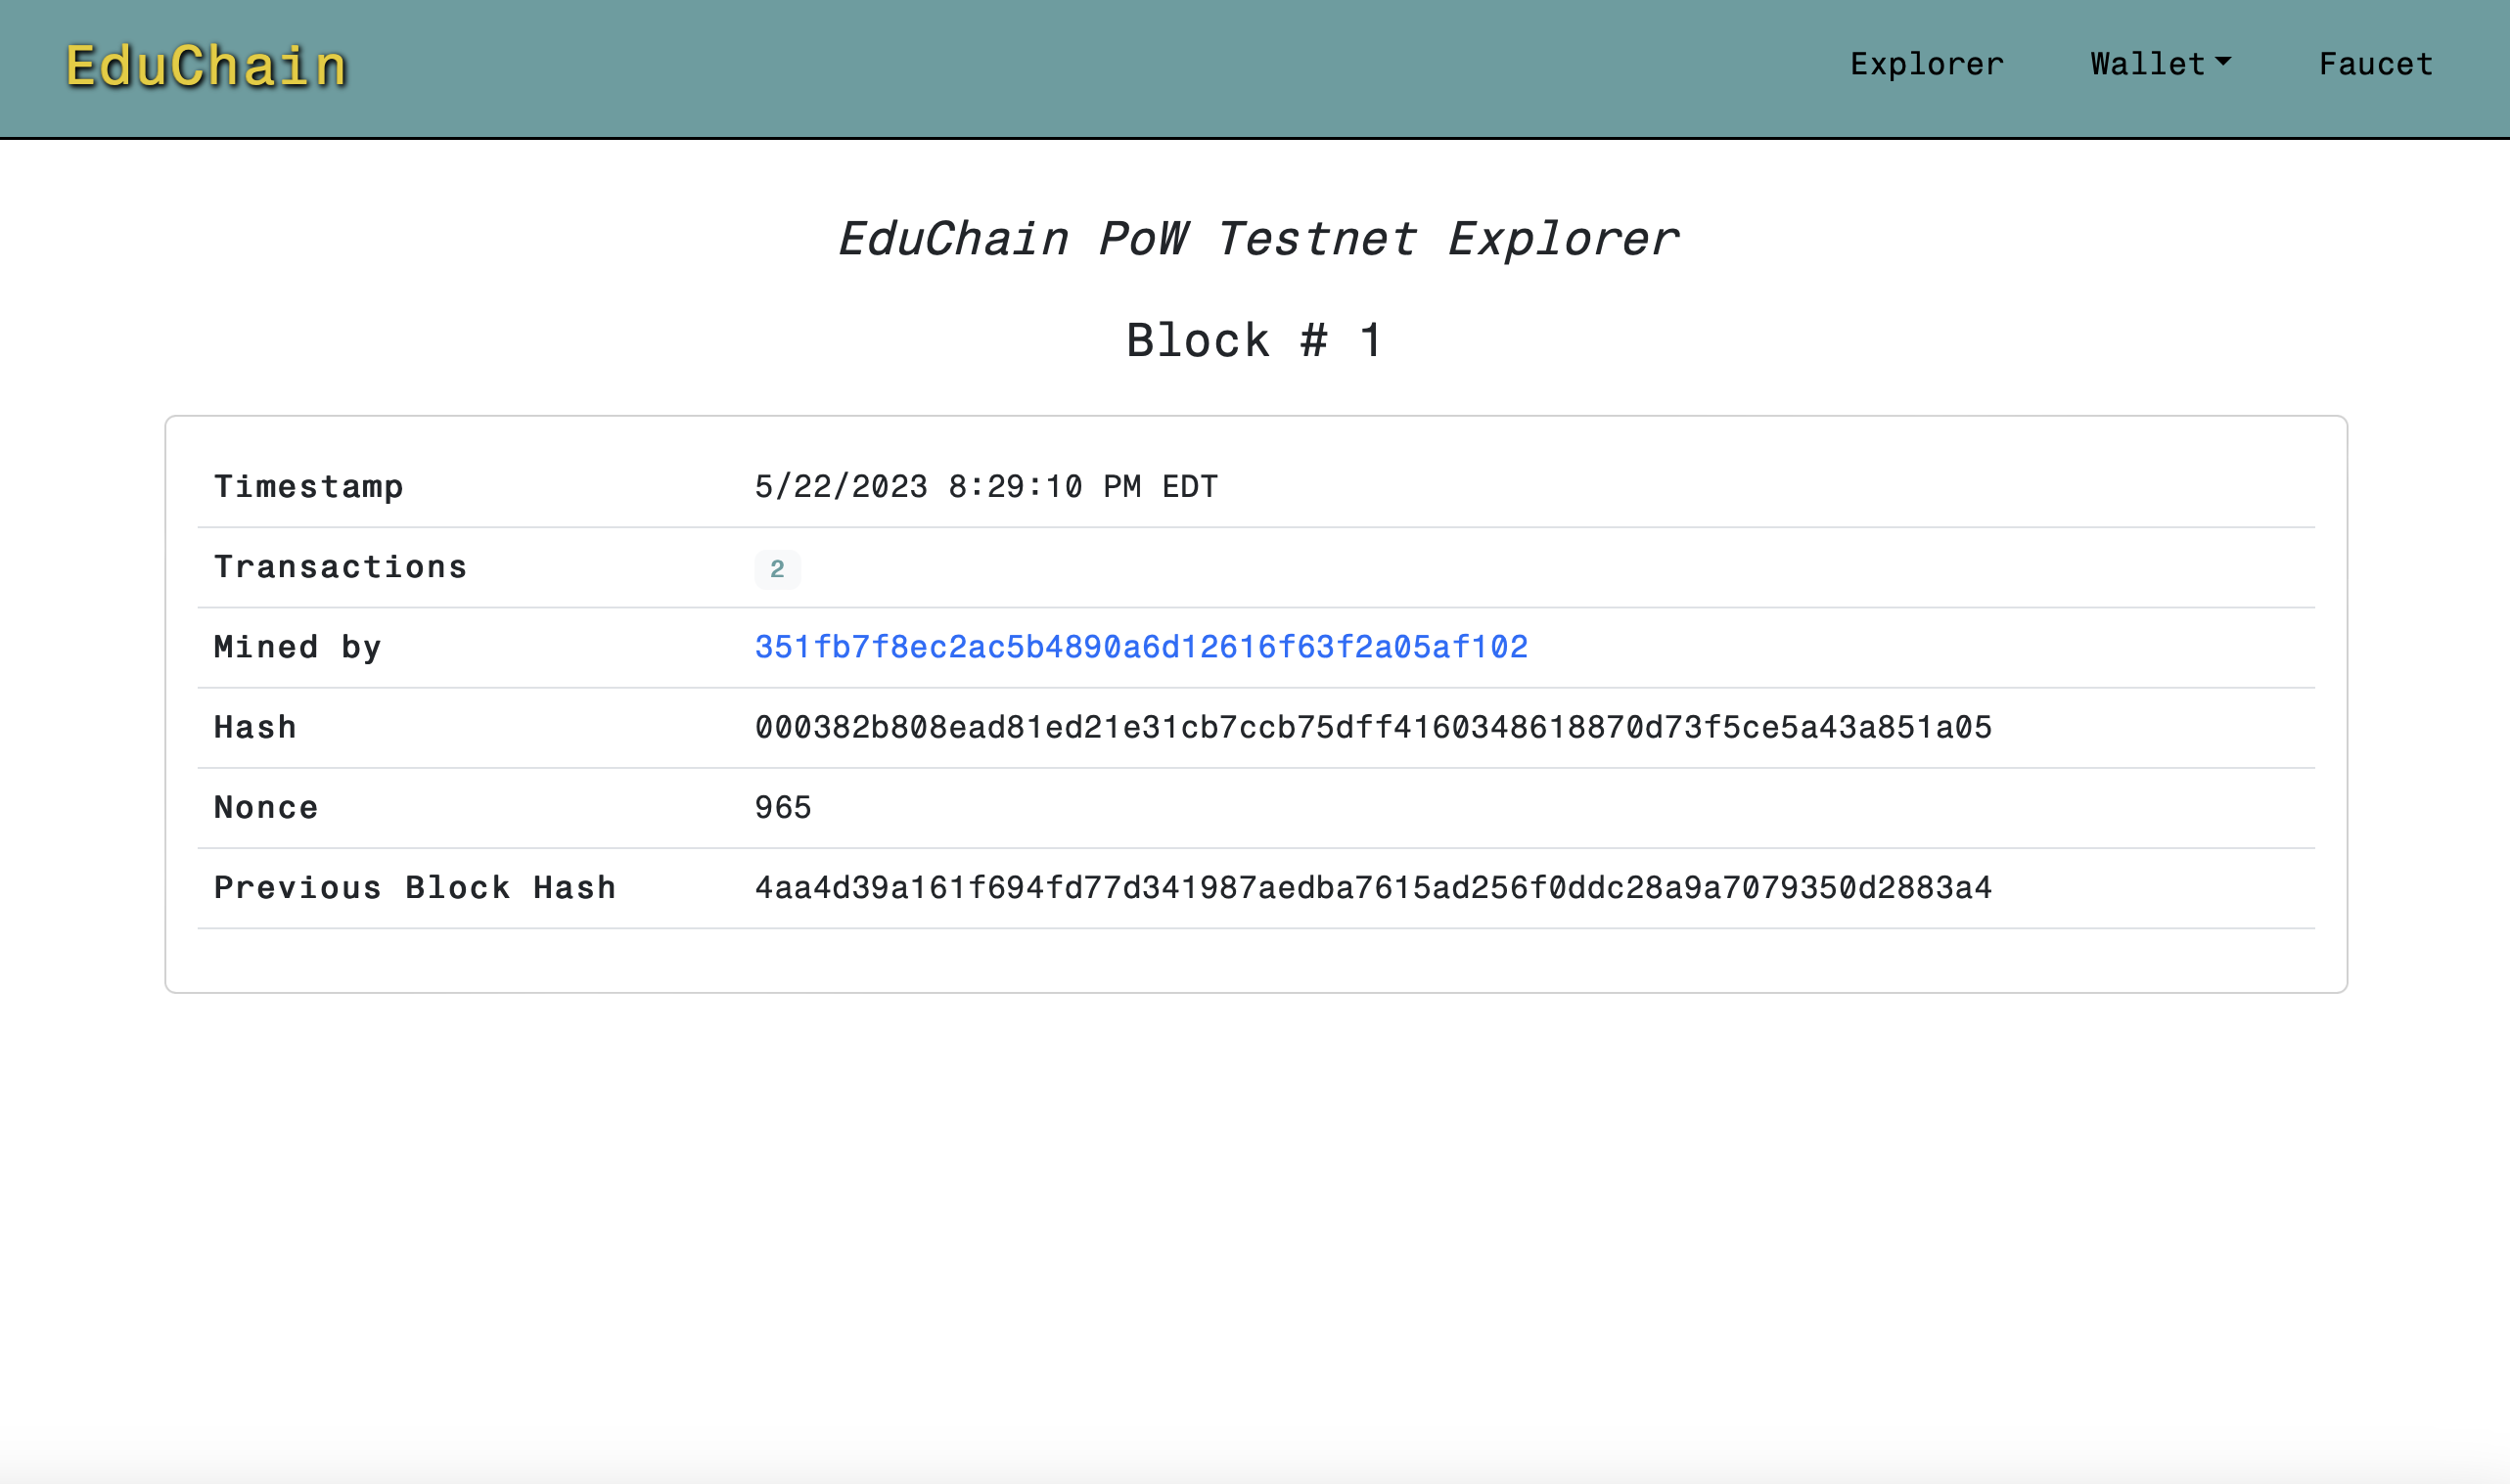 EduChain
Explorer Wallet Faucet
EduChain PoW Testnet Explorer
Block # 1
Timestamp 5/22/2023 8:29:10 PM EDT
Transactions 2
Mined by 351fb7f8ec2ac5b4890a6d12616f63f2a05af102
Hash 000382b808ead81ed21e31cb7ccb75dff4160348618870d73f5ce5a43a851a05
Nonce 965
Previous Block Hash 4aa4d39a161f694fd77d341987aedba7615ad256f0ddc28a9a7079350d2883a4